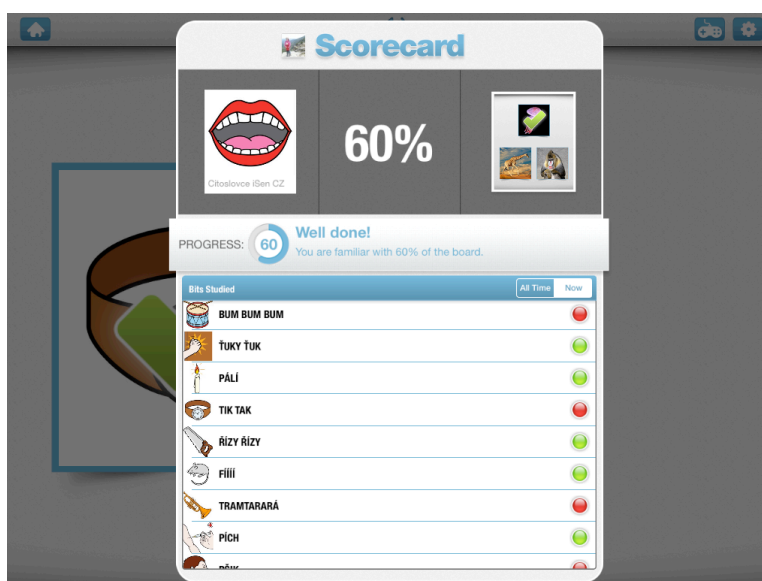 Scorecard
Citoslovce iSen CZ
60%
PROGRESS:
60
Well done!
You are familiar with 60% of the board.
Bits Studied
All Time
Now
BUM BUM BUM
ŤUKY ŤUK
PÁLÍ
TIK TAK
ŘÍZY ŘÍZY
FÍÍÍÍ
TRAMTARARÁ
PÍCH